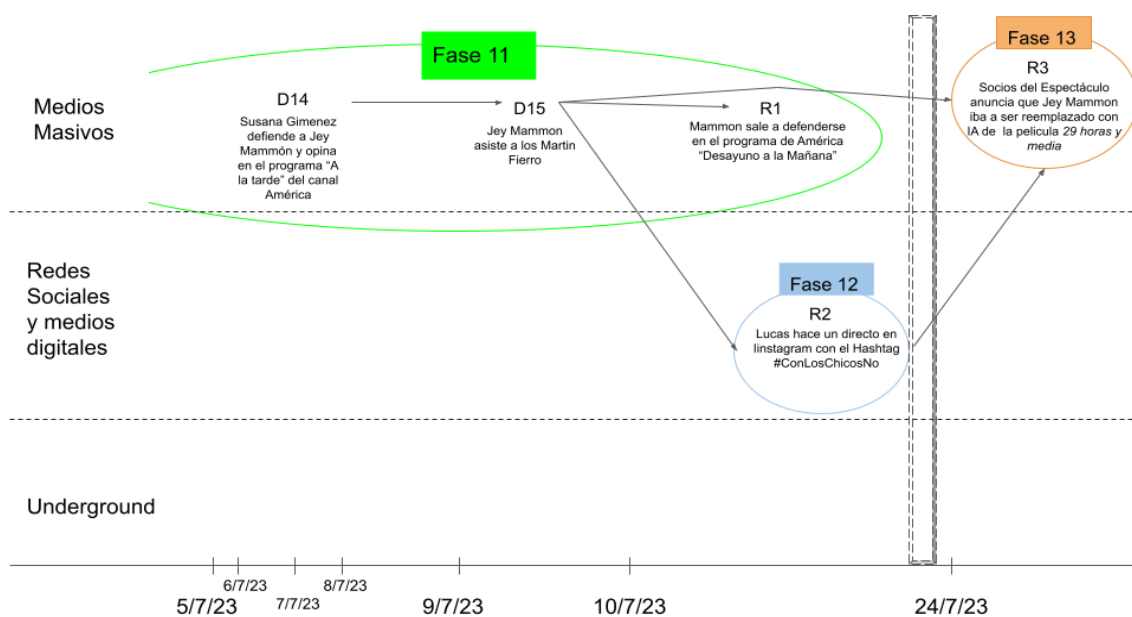 Fase 11
Fase 13
Medios
Masivos
D14
Susana Gimenez
defiende a Jey
Mammón y opina
en el programa “A
la tarde” del canal
América
D15
Jey Mammon
asiste a los Martin
Fierro
R1
Mammon sale a defenderse
en el programa de América
“Desayuno a la Mañana”
R3
Socios del Espectáculo
anuncia que Jey Mammon
iba a ser reemplazado con
IA de la pelicula 29 horas y
media
Redes
Sociales
y medios
digitales
Fase 12
R2
Lucas hace un directo en
Iinstagram con el Hashtag
#ConLosChicosNo
Underground
5/7/23
6/7/23
7/7/23
8/7/23
9/7/23
10/7/23
24/7/23